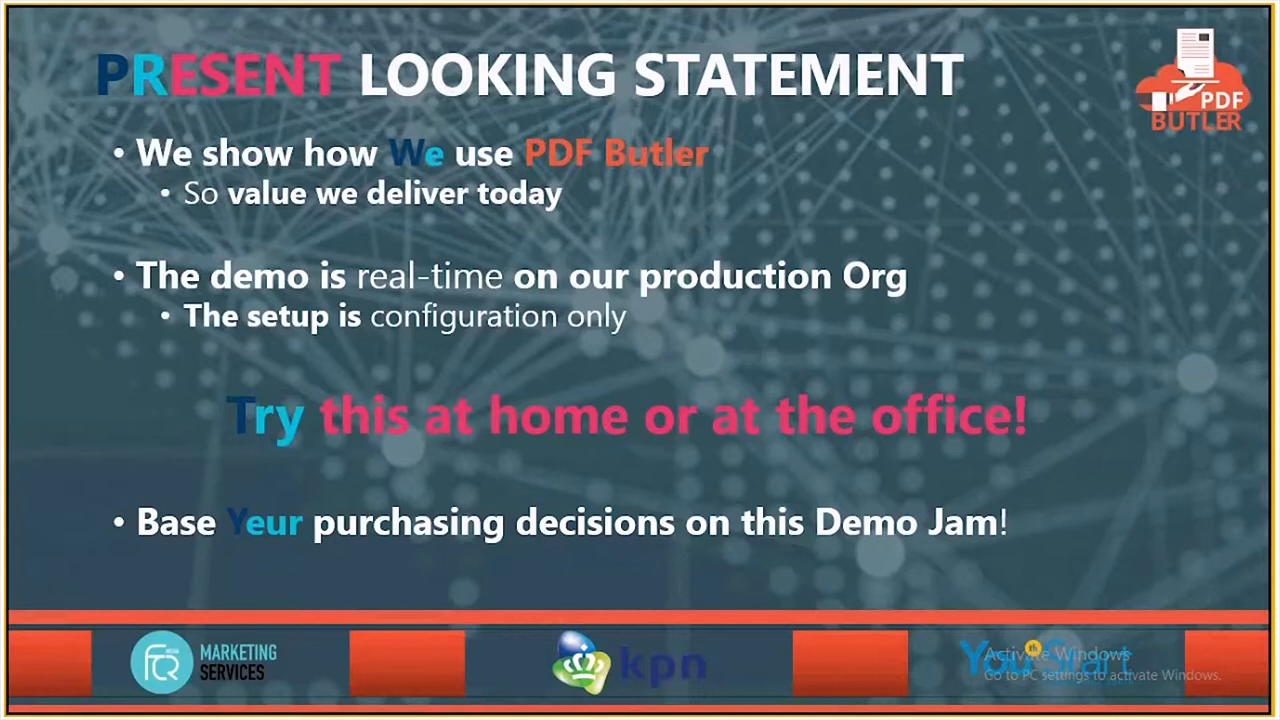 PRESENT LOOKING STATEMENT
PDF
BUTLER
• We show how We use PDF Butler
• So value we deliver today
• The demo is real-time on our production Org
• The setup is configuration only
Try this at home or at the office!
• Base Yeur purchasing decisions on this Demo Jam!
FCR MEDIA
MARKETING
SERVICES
kpn
YouStart
Activate Windows
Go to PC settings to activate Windows.